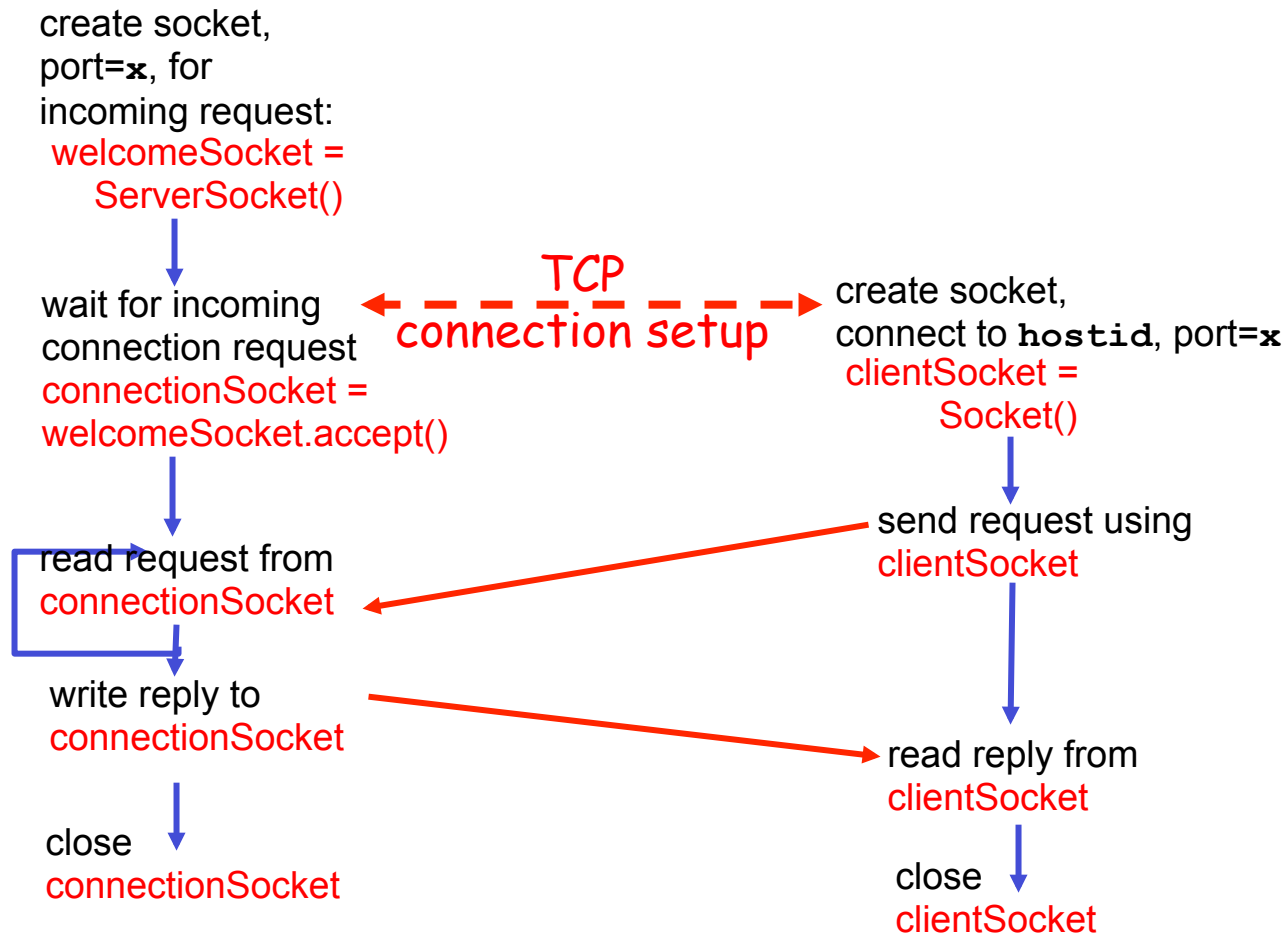 create socket,
port=x, for
incoming request:
welcomeSocket =
ServerSocket()
wait for incoming
connection request
connectionSocket =
welcomeSocket.accept()
TCP
connection setup
create socket,
connect to hostid, port=x
clientSocket =
Socket()
read request from
connectionSocket
send request using
clientSocket
write reply to
connectionSocket
read reply from
clientSocket
close
connectionSocket
close
clientSocket